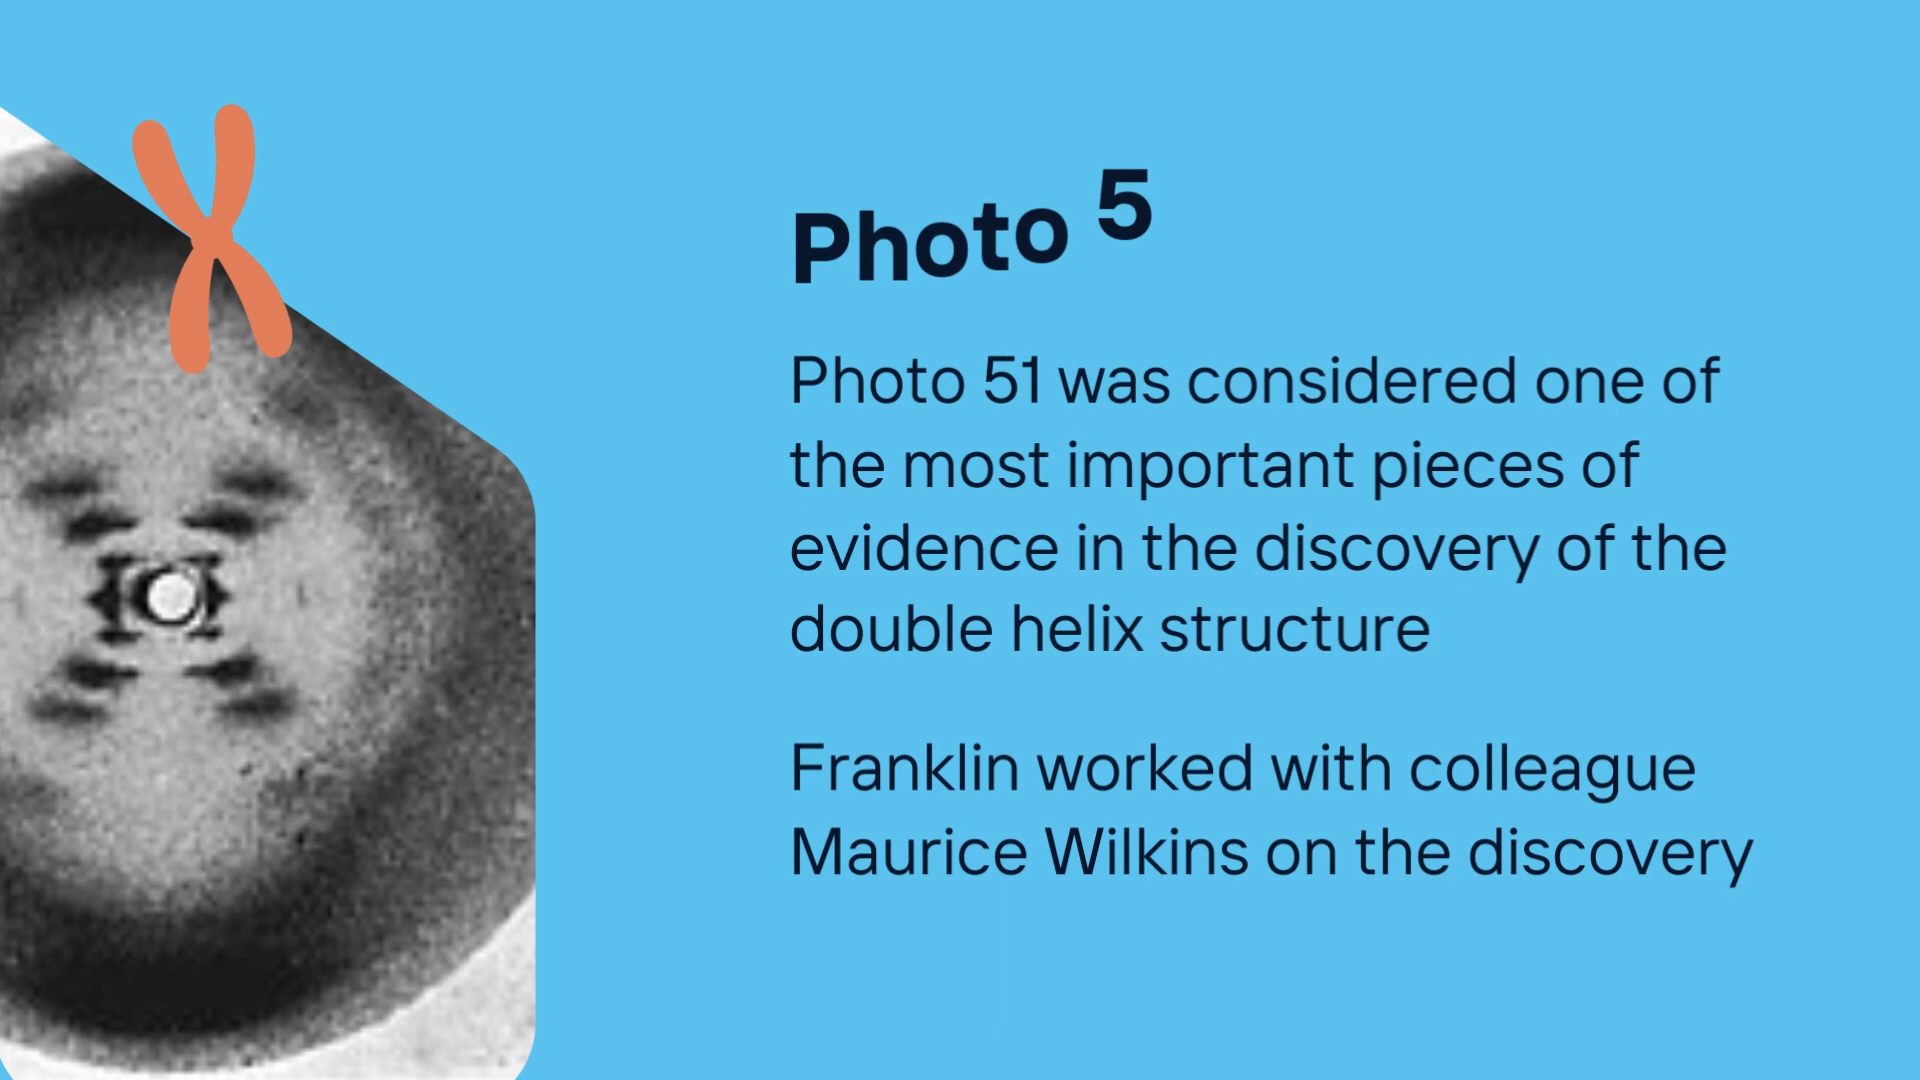 Photo 5
Photo 51 was considered one of
the most important pieces of
evidence in the discovery of the
double helix structure
Franklin worked with colleague
Maurice Wilkins on the discovery